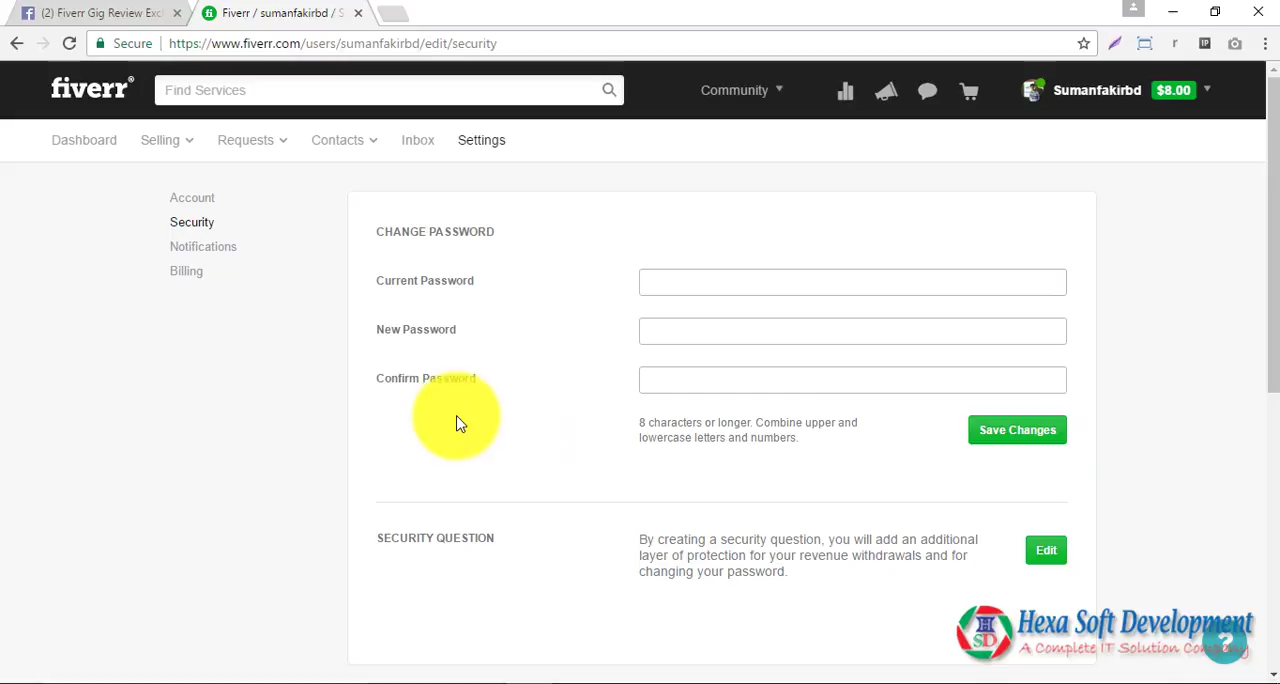 (2) Fiverr Gig Review Exc
Fiverr / sumanfakirbd / S
Secure
https://www.fiverr.com/users/sumanfakirbd/edit/security
r
IP
fiverr®
Find Services
Community
Sumanfakirbd
$8.00
Dashboard
Selling
Requests
Contacts
Inbox
Settings
Account
Security
Notifications
Billing
CHANGE PASSWORD
Current Password
New Password
Confirm Password
8 characters or longer. Combine upper and
lowercase letters and numbers.
Save Changes
SECURITY QUESTION
By creating a security question, you will add an additional
layer of protection for your revenue withdrawals and for
changing your password.
Edit
HSD
Hexa Soft Development
A Complete IT Solution Company
?